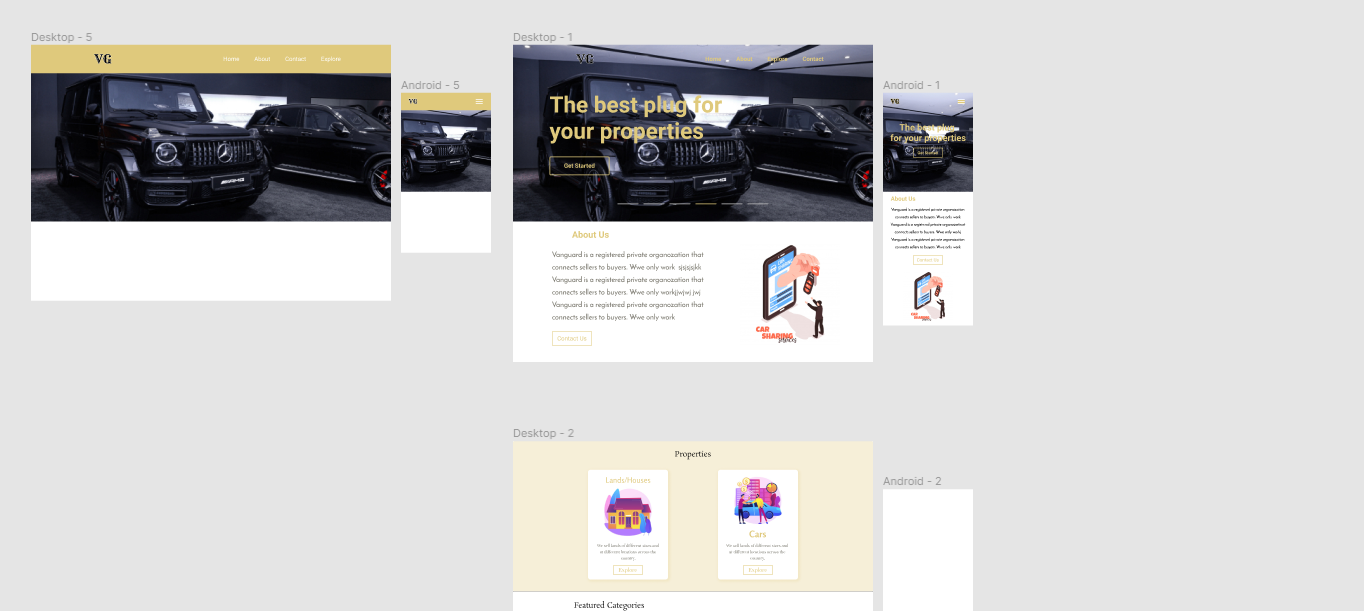 Desktop - 5
VG
Home About Contact Explore
AMG
Android - 5
VG
Desktop - 1
VG
Home About Explore Contact
The best plug for
your properties
Get Started
AMG
About Us
Vanguard is a registered private organozation that
connects sellers to buyers. Wwe only work sjsjsjskk
Vanguard is a registered private organozation that
connects sellers to buyers. Wwe only workjjwjwj jwj
Vanguard is a registered private organozation that
connects sellers to buyers. Wwe only work
Contact Us
CAR
SHARING
SERVICES
Android - 1
VG
The best plug
for your properties
Get Started
About Us
Vanguard is a registered private organozation
connects sellers to buyers. Wwe only work
Vanguard is a registered private organozation
connects sellers to buyers. Wwe only workj
Vanguard is a registered private organozation
connects sellers to buyers. Wwe only work
Contact Us
CAR
SHARING
Desktop - 2
Properties
Lands/Houses
We sell lands of different sizes and
at different locations across the
country.
Explore
Cars
We sell lands of different sizes and
at different locations across the
country.
Explore
Featured Categories
Android - 2